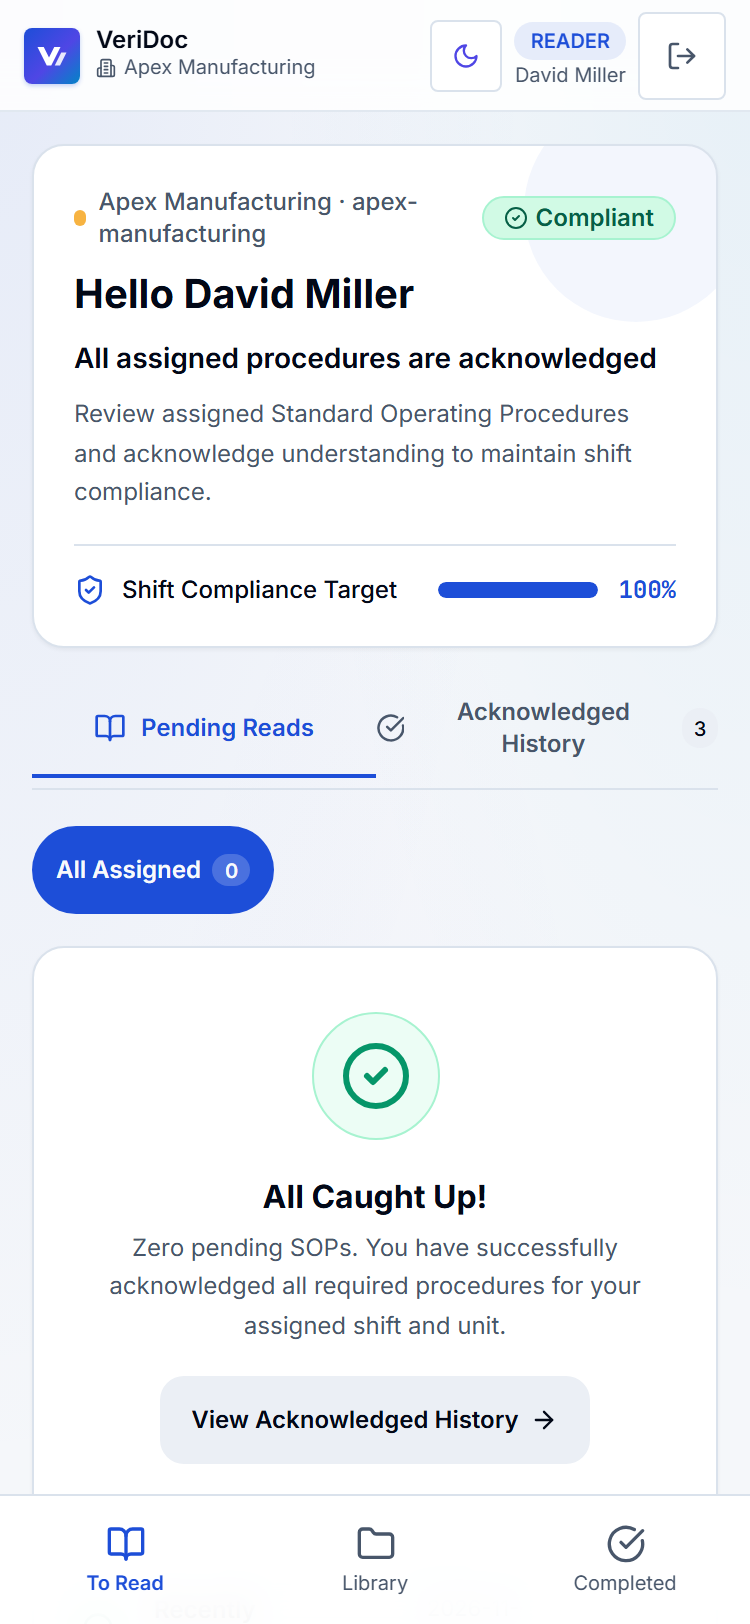 VeriDoc
Apex Manufacturing
READER
David Miller
Apex Manufacturing · apex-
manufacturing
Compliant
Hello David Miller
All assigned procedures are acknowledged
Review assigned Standard Operating Procedures
and acknowledge understanding to maintain shift
compliance.
Shift Compliance Target
100%
Pending Reads
Acknowledged
History
3
All Assigned 0
All Caught Up!
Zero pending SOPs. You have successfully
acknowledged all required procedures for your
assigned shift and unit.
View Acknowledged History
To Read
Library
Completed